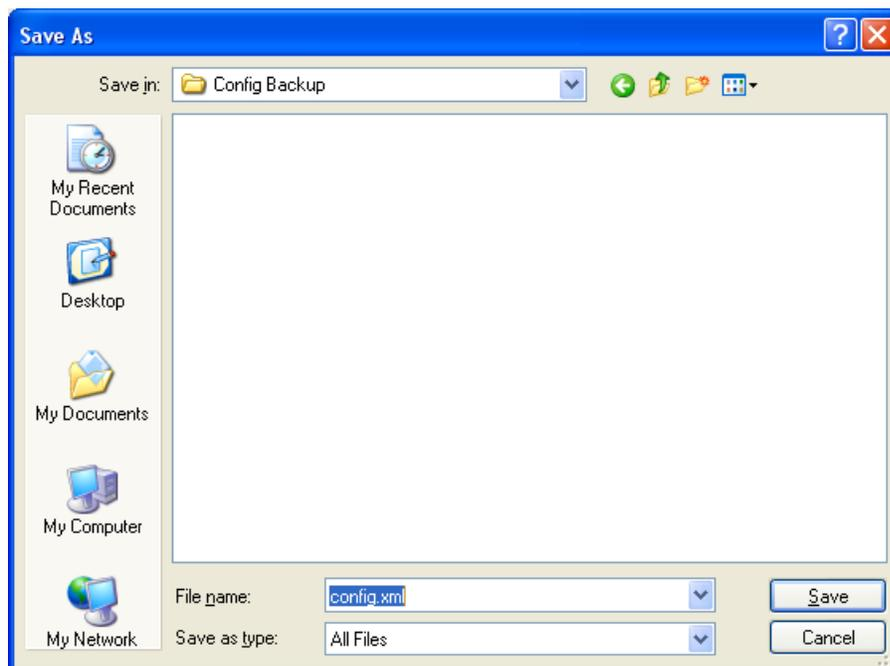 Save As
Save in:
Config Backup
My Recent
Documents
Desktop
My Documents
My Computer
My Network
File name:
config.xml
Save
Save as type:
All Files
Cancel